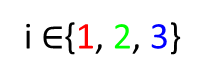 i ∈{1, 2, 3}